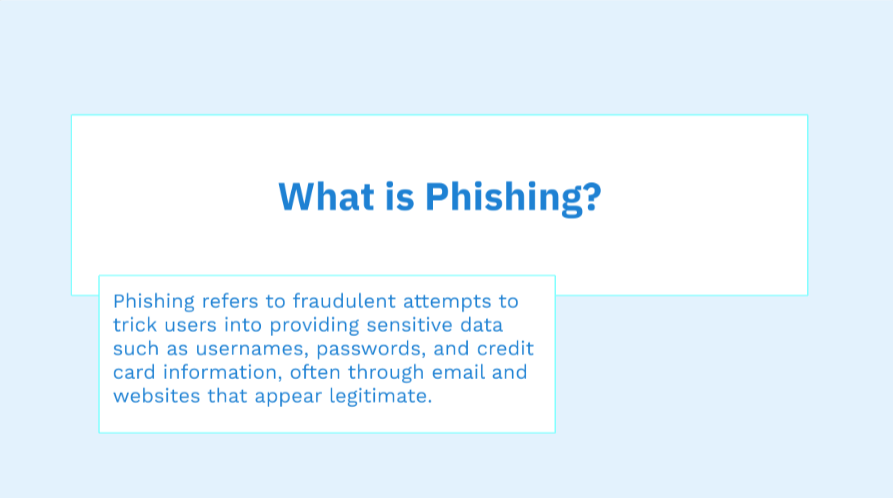 What is Phishing?
Phishing refers to fraudulent attempts to
trick users into providing sensitive data
such as usernames, passwords, and credit
card information, often through email and
websites that appear legitimate.